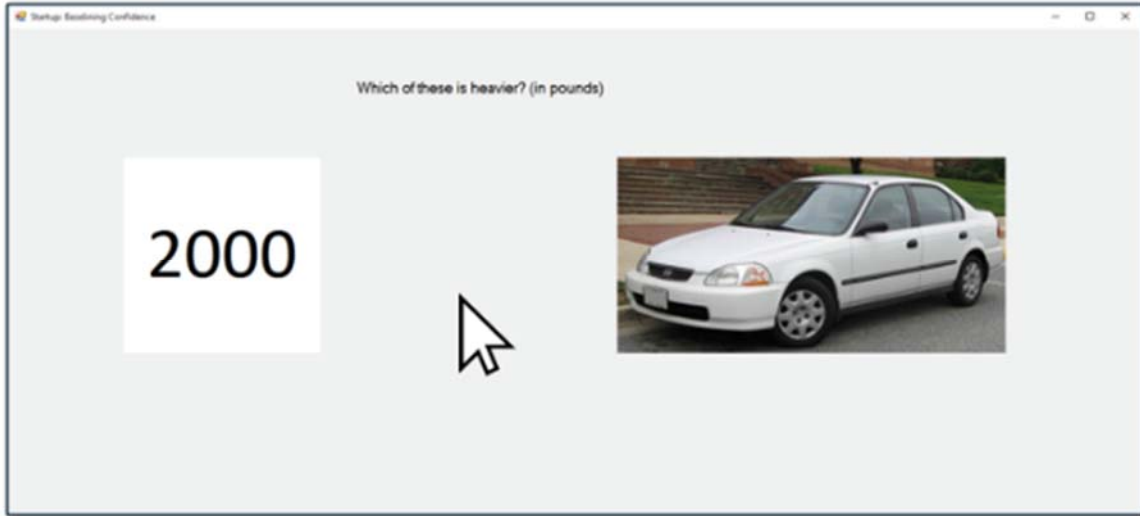 Startup: Baselining Confidence
Which of these is heavier? (in pounds)
2000